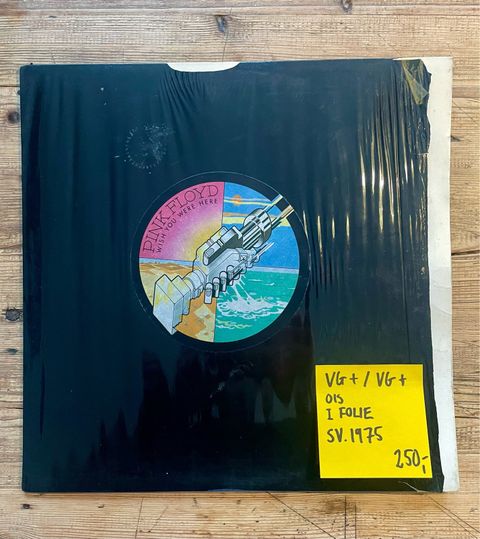 PINK FLOYD
WISH YOU WERE HERE
VG+ / VG+
OIS
I FOLIE
SV. 1975
250,-